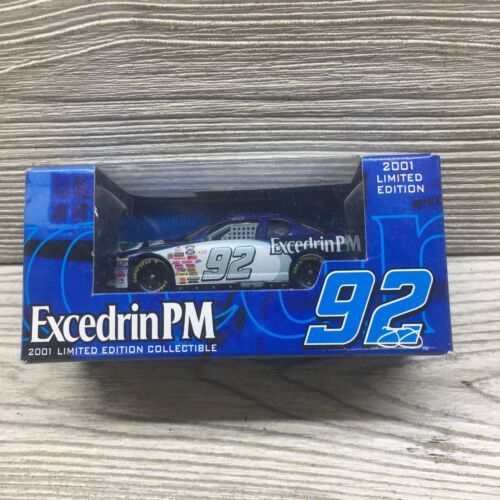 2001
LIMITED
EDITION
92
ExcedrinPM
ExcedrinPM
2001 LIMITED EDITION COLLECTIBLE
92